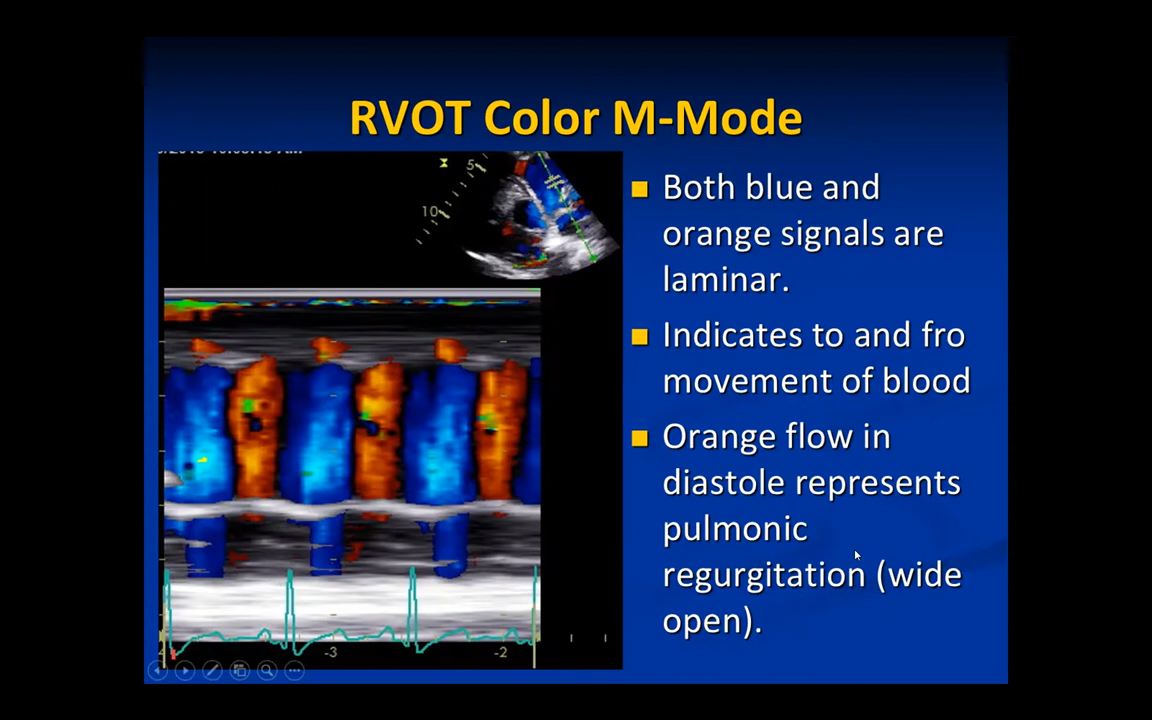 RVOT Color M-Mode
5
10
Both blue and
orange signals are
laminar.
Indicates to and fro
movement of blood
Orange flow in
diastole represents
pulmonic
regurgitation (wide
open).
-3
-2